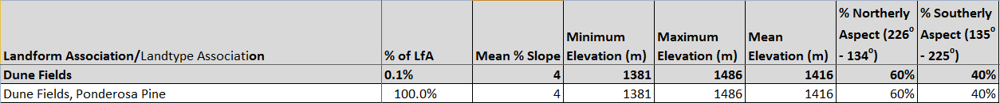 Landform Association/Landtype Association % of LfA Mean % Slope Minimum Elevation (m) Maximum Elevation (m) Mean Elevation (m) % Northerly Aspect (226° - 134°) % Southerly Aspect (135° - 225°)
Dune Fields 0.1% 4 1381 1486 1416 60% 40%
Dune Fields, Ponderosa Pine 100.0% 4 1381 1486 1416 60% 40%